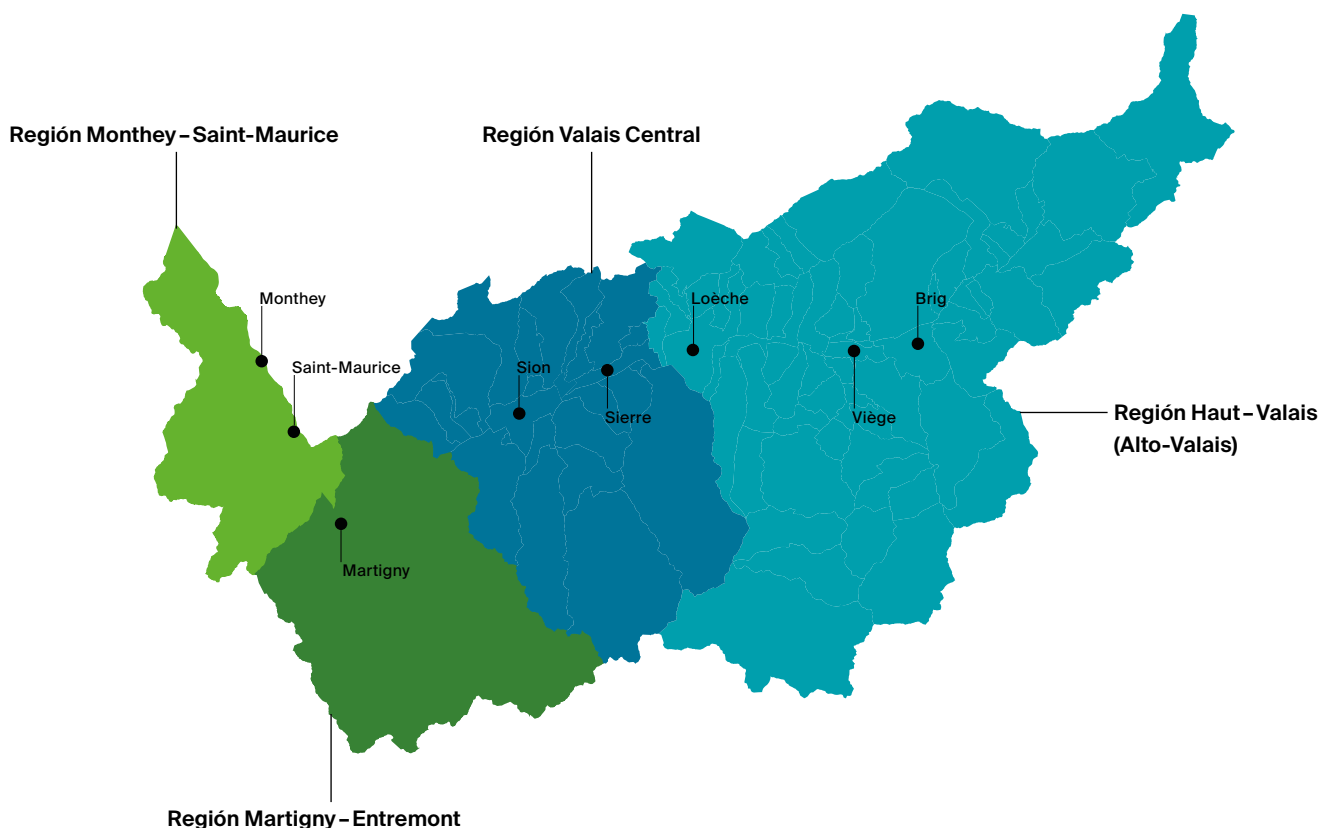 Región Monthey – Saint-Maurice
Región Valais Central
Monthey
Loèche
Brig
Saint-Maurice
Sion
Sierre
Viège
Región Haut – Valais
(Alto-Valais)
Martigny
Región Martigny – Entremont